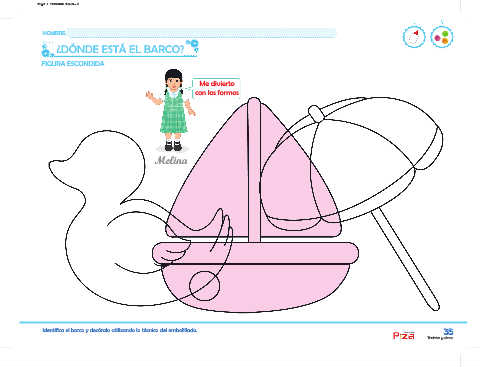 NOMBRE:
¿DÓNDE ESTÁ EL BARCO?
FIGURA ESCONDIDA
Me divierto
con las formas
Melina
Identifica el barco y decóralo utilizando la técnica del embolillado.
35